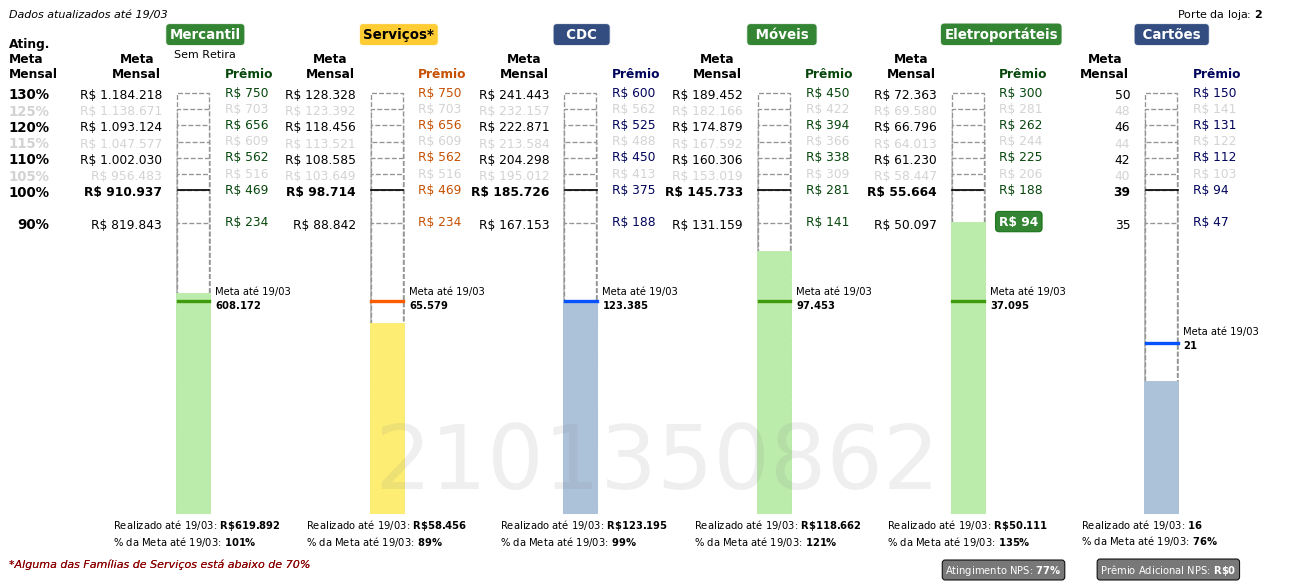 Dados atualizados até 19/03
Porte da loja: 2
Mercantil Serviços* CDC Móveis Eletroportáteis Cartões
Sem Retira
Ating. Meta Mensal
Meta Mensal Prêmio Meta Mensal Prêmio Meta Mensal Prêmio Meta Mensal Prêmio Meta Mensal Prêmio Meta Mensal Prêmio
130% R$ 1.184.218 R$ 750 R$ 128.328 R$ 750 R$ 241.443 R$ 600 R$ 189.452 R$ 450 R$ 72.363 R$ 300 50 R$ 150
125% R$ 1.138.671 R$ 703 R$ 123.392 R$ 703 R$ 232.157 R$ 562 R$ 182.166 R$ 422 R$ 69.580 R$ 281 48 R$ 141
120% R$ 1.093.124 R$ 656 R$ 118.456 R$ 656 R$ 222.871 R$ 525 R$ 174.879 R$ 394 R$ 66.796 R$ 262 46 R$ 131
115% R$ 1.047.577 R$ 609 R$ 113.521 R$ 609 R$ 213.584 R$ 488 R$ 167.592 R$ 366 R$ 64.013 R$ 244 44 R$ 122
110% R$ 1.002.030 R$ 562 R$ 108.585 R$ 562 R$ 204.298 R$ 450 R$ 160.306 R$ 338 R$ 61.230 R$ 225 42 R$ 112
105% R$ 956.483 R$ 516 R$ 103.649 R$ 516 R$ 195.012 R$ 413 R$ 153.019 R$ 309 R$ 58.447 R$ 206 40 R$ 103
100% R$ 910.937 R$ 469 R$ 98.714 R$ 469 R$ 185.726 R$ 375 R$ 145.733 R$ 281 R$ 55.664 R$ 188 39 R$ 94
90% R$ 819.843 R$ 234 R$ 88.842 R$ 234 R$ 167.153 R$ 188 R$ 131.159 R$ 141 R$ 50.097 R$ 94 35 R$ 47
Meta até 19/03 Meta até 19/03 Meta até 19/03 Meta até 19/03 Meta até 19/03
608.172 65.579 123.385 97.453 37.095
Meta até 19/03
21
2101350862
Realizado até 19/03: R$619.892 Realizado até 19/03: R$58.456 Realizado até 19/03: R$123.195 Realizado até 19/03: R$118.662 Realizado até 19/03: R$50.111 Realizado até 19/03: 16
% da Meta até 19/03: 101% % da Meta até 19/03: 89% % da Meta até 19/03: 99% % da Meta até 19/03: 121% % da Meta até 19/03: 135% % da Meta até 19/03: 76%
*Alguma das Famílias de Serviços está abaixo de 70%
Atingimento NPS: 77% Prêmio Adicional NPS: R$0